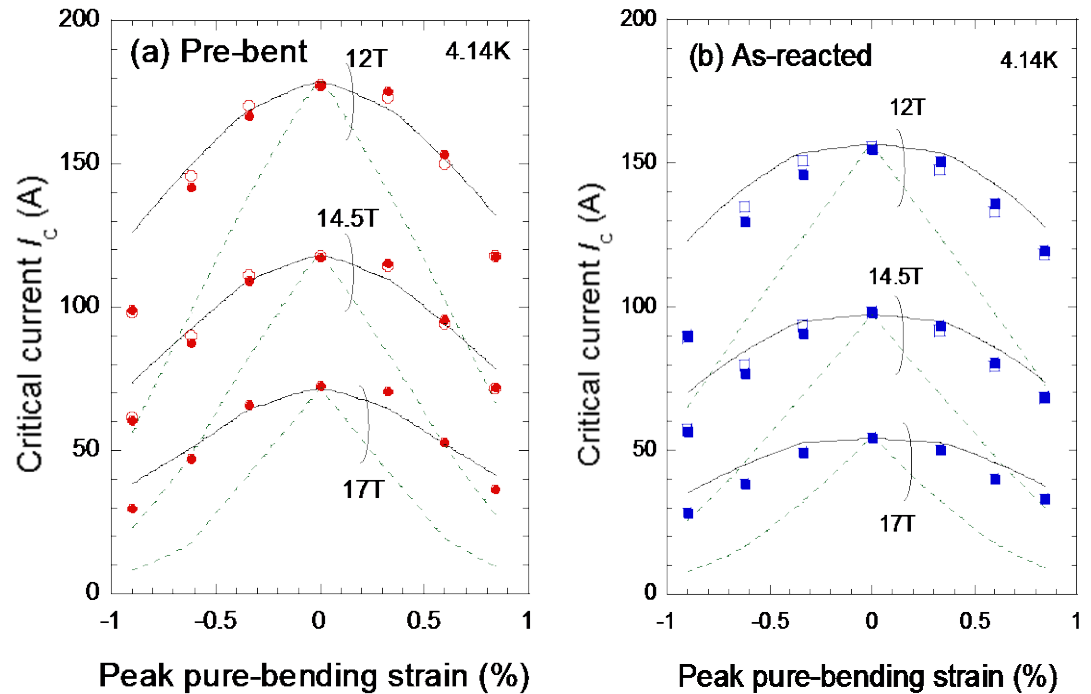 (a) Pre-bent
4.14K
12T
14.5T
17T
200
150
100
50
0
-1
-0.5
0
0.5
1
Critical current Ic (A)
Peak pure-bending strain (%)
(b) As-reacted
4.14K
12T
14.5T
17T
200
150
100
50
0
-1
-0.5
0
0.5
1
Critical current Ic (A)
Peak pure-bending strain (%)